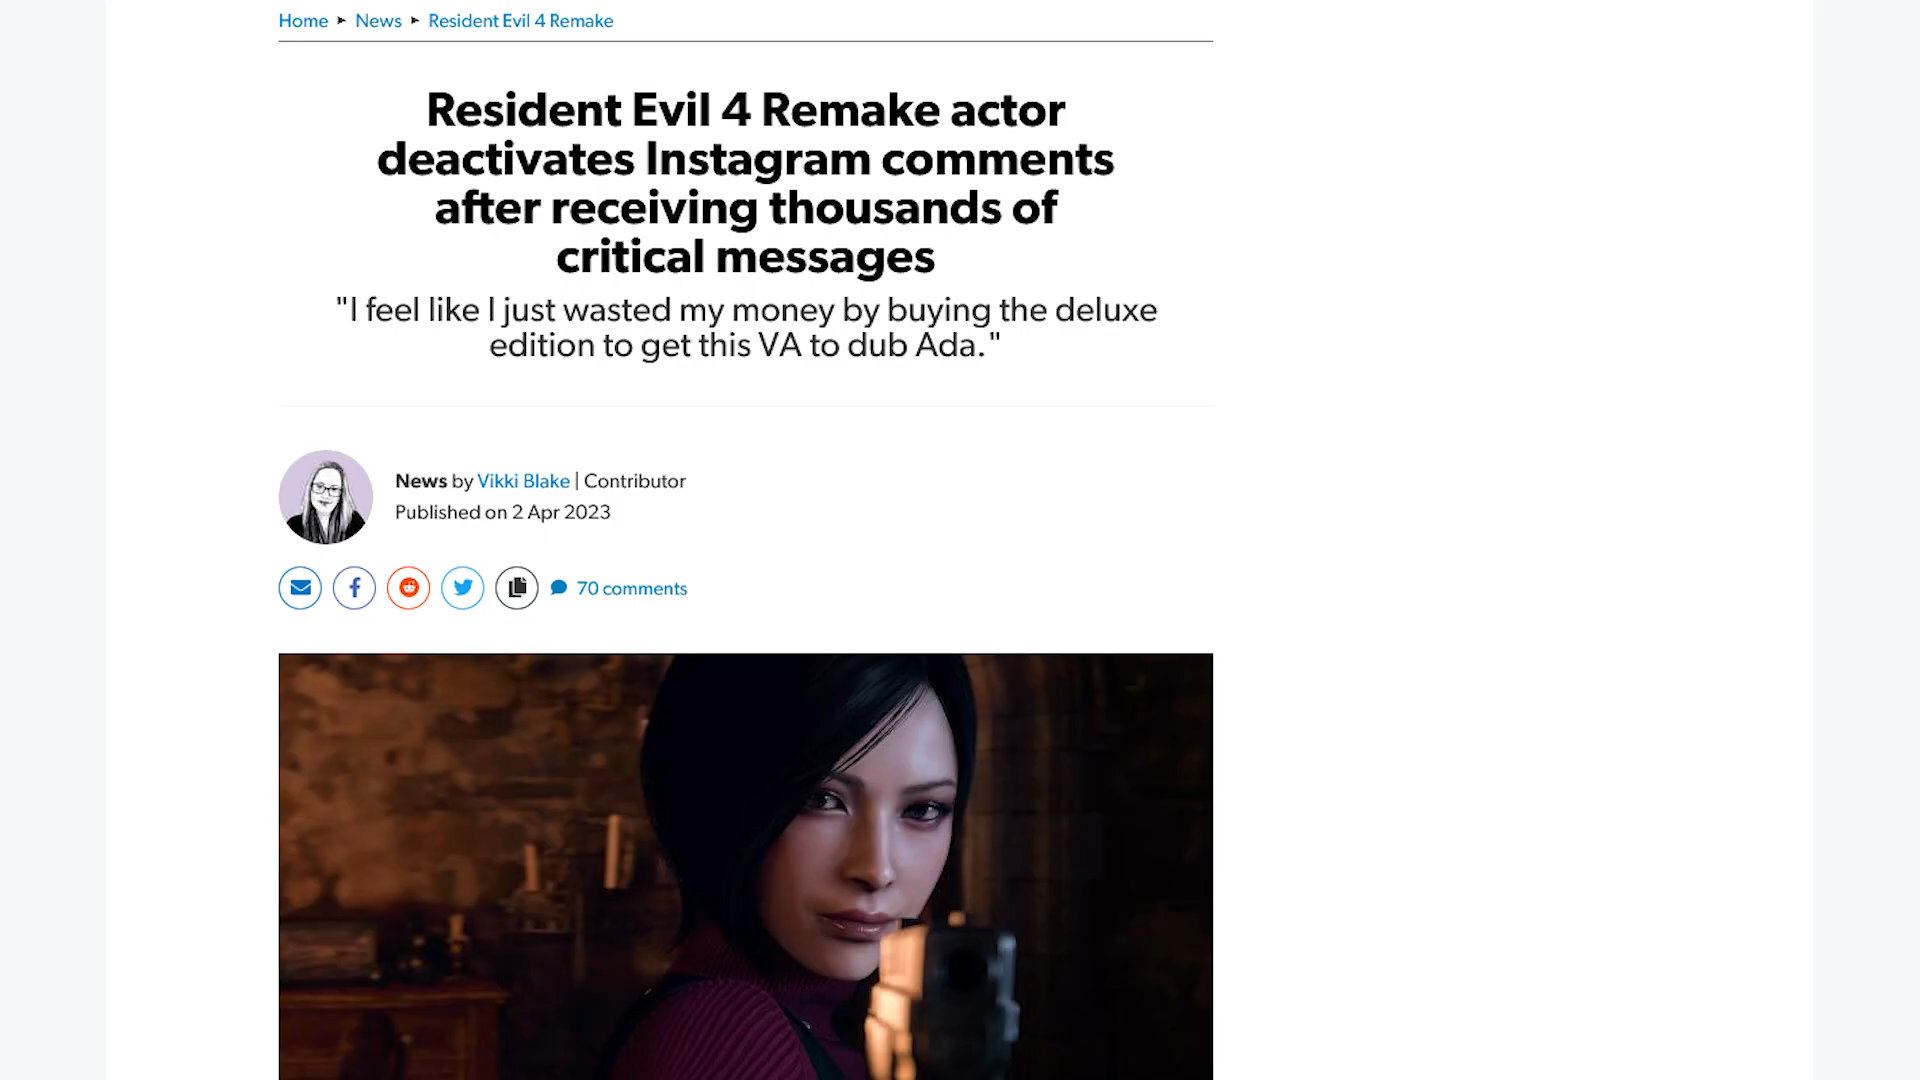 Home ► News ► Resident Evil 4 Remake
Resident Evil 4 Remake actor
deactivates Instagram comments
after receiving thousands of
critical messages
"I feel like I just wasted my money by buying the deluxe
edition to get this VA to dub Ada."
News by Vikki Blake | Contributor
Published on 2 Apr 2023
70 comments